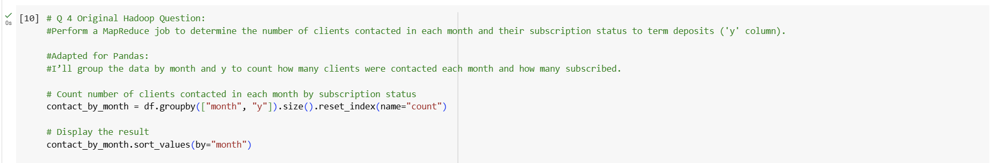 [10] # Q 4 Original Hadoop Question:
#Perform a MapReduce job to determine the number of clients contacted in each month and their subscription status to term deposits ('y' column).
#Adapted for Pandas:
#I’ll group the data by month and y to count how many clients were contacted each month and how many subscribed.
# Count number of clients contacted in each month by subscription status
contact_by_month = df.groupby(["month", "y"]).size().reset_index(name="count")
# Display the result
contact_by_month.sort_values(by="month")
0s